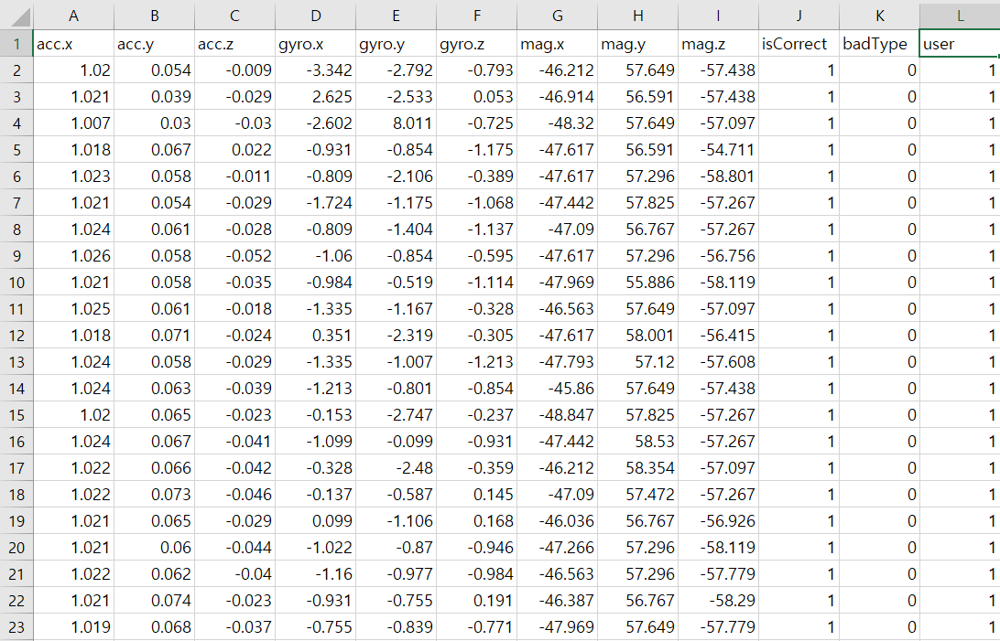 A B C D E F G H I J K L
1 acc.x acc.y acc.z gyro.x gyro.y gyro.z mag.x mag.y mag.z isCorrect badType user
2 1.02 0.054 -0.009 -3.342 -2.792 -0.793 -46.212 57.649 -57.438 1 0 1
3 1.021 0.039 -0.029 2.625 -2.533 0.053 -46.914 56.591 -57.438 1 0 1
4 1.007 0.03 -0.03 -2.602 8.011 -0.725 -48.32 57.649 -57.097 1 0 1
5 1.018 0.067 0.022 -0.931 -0.854 -1.175 -47.617 56.591 -54.711 1 0 1
6 1.023 0.058 -0.011 -0.809 -2.106 -0.389 -47.617 57.296 -58.801 1 0 1
7 1.021 0.054 -0.029 -1.724 -1.175 -1.068 -47.442 57.825 -57.267 1 0 1
8 1.024 0.061 -0.028 -0.809 -1.404 -1.137 -47.09 56.767 -57.267 1 0 1
9 1.026 0.058 -0.052 -1.06 -0.854 -0.595 -47.617 57.296 -56.756 1 0 1
10 1.021 0.058 -0.035 -0.984 -0.519 -1.114 -47.969 55.886 -58.119 1 0 1
11 1.025 0.061 -0.018 -1.335 -1.167 -0.328 -46.563 57.649 -57.097 1 0 1
12 1.018 0.071 -0.024 0.351 -2.319 -0.305 -47.617 58.001 -56.415 1 0 1
13 1.024 0.058 -0.029 -1.335 -1.007 -1.213 -47.793 57.12 -57.608 1 0 1
14 1.024 0.063 -0.039 -1.213 -0.801 -0.854 -45.86 57.649 -57.438 1 0 1
15 1.02 0.065 -0.023 -0.153 -2.747 -0.237 -48.847 57.825 -57.267 1 0 1
16 1.024 0.067 -0.041 -1.099 -0.099 -0.931 -47.442 58.53 -57.267 1 0 1
17 1.022 0.066 -0.042 -0.328 -2.48 -0.359 -46.212 58.354 -57.097 1 0 1
18 1.022 0.073 -0.046 -0.137 -0.587 0.145 -47.09 57.472 -57.267 1 0 1
19 1.021 0.065 -0.029 0.099 -1.106 0.168 -46.036 56.767 -56.926 1 0 1
20 1.021 0.06 -0.044 -1.022 -0.87 -0.946 -47.266 57.296 -58.119 1 0 1
21 1.022 0.062 -0.04 -1.16 -0.977 -0.984 -46.563 57.296 -57.779 1 0 1
22 1.021 0.074 -0.023 -0.931 -0.755 0.191 -46.387 56.767 -58.29 1 0 1
23 1.019 0.068 -0.037 -0.755 -0.839 -0.771 -47.969 57.649 -57.779 1 0 1